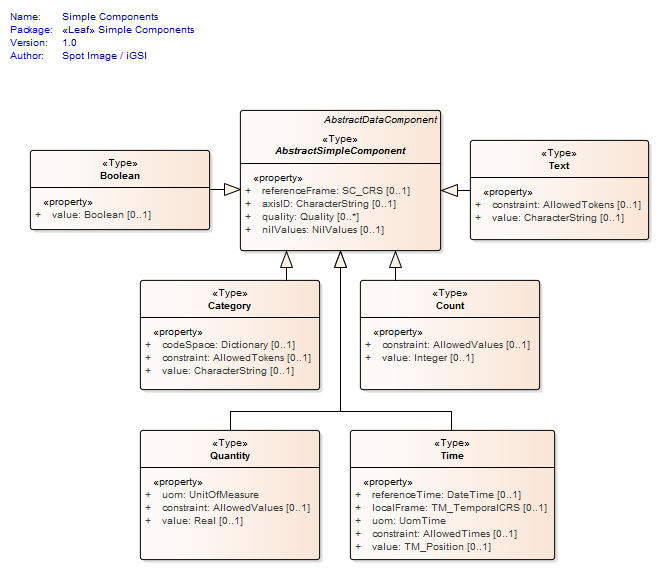 Name: Simple Components
Package: «Leaf» Simple Components
Version: 1.0
Author: Spot Image / iGSI
AbstractDataComponent
«Type»
AbstractSimpleComponent
«property»
+ referenceFrame: SC_CRS [0..1]
+ axisID: CharacterString [0..1]
+ quality: Quality [0..*]
+ nilValues: NilValues [0..1]
«Type»
Boolean
«property»
+ value: Boolean [0..1]
«Type»
Text
«property»
+ constraint: AllowedTokens [0..1]
+ value: CharacterString [0..1]
«Type»
Category
«property»
+ codeSpace: Dictionary [0..1]
+ constraint: AllowedTokens [0..1]
+ value: CharacterString [0..1]
«Type»
Count
«property»
+ constraint: AllowedValues [0..1]
+ value: Integer [0..1]
«Type»
Quantity
«property»
+ uom: UnitOfMeasure
+ constraint: AllowedValues [0..1]
+ value: Real [0..1]
«Type»
Time
«property»
+ referenceTime: DateTime [0..1]
+ localFrame: TM_TemporalCRS [0..1]
+ uom: UomTime
+ constraint: AllowedTimes [0..1]
+ value: TM_Position [0..1]